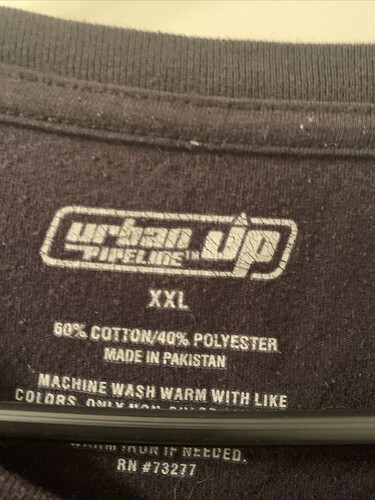 urban up
PIPELINE™
XXL
60% COTTON/40% POLYESTER
MADE IN PAKISTAN
MACHINE WASH WARM WITH LIKE
COLORS. ONLY NON-
WARM IRON IF NEEDED.
RN #73277